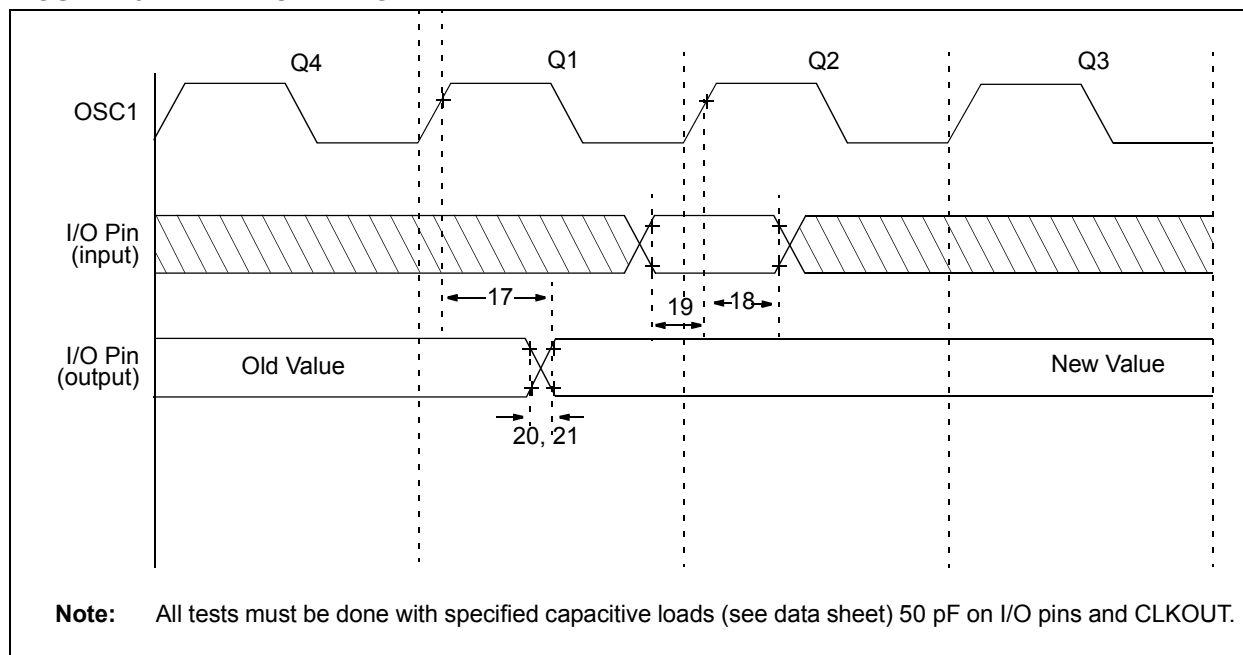 Q4
Q1
Q2
Q3
OSC1
I/O Pin
(input)
17
19
18
I/O Pin
(output)
Old Value
New Value
20, 21
Note: All tests must be done with specified capacitive loads (see data sheet) 50 pF on I/O pins and CLKOUT.